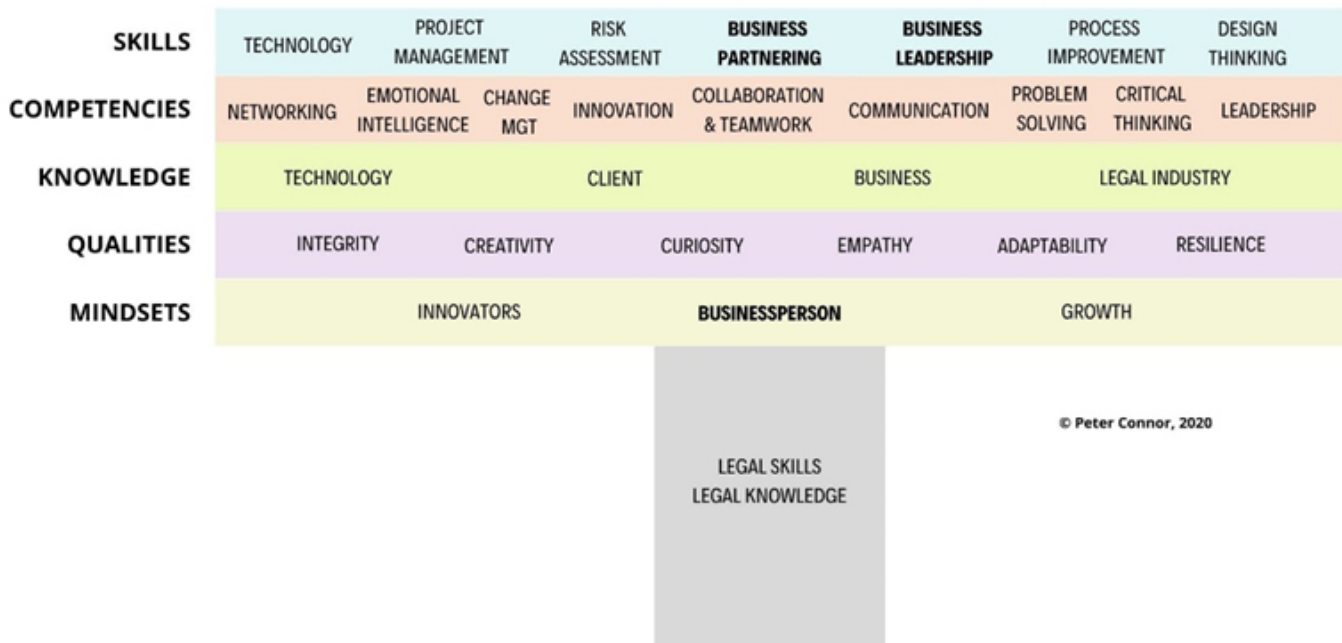 SKILLS
TECHNOLOGY
PROJECT
MANAGEMENT
RISK
ASSESSMENT
BUSINESS
PARTNERING
BUSINESS
LEADERSHIP
PROCESS
IMPROVEMENT
DESIGN
THINKING
COMPETENCIES
NETWORKING
EMOTIONAL
INTELLIGENCE
CHANGE
MGT
INNOVATION
COLLABORATION
& TEAMWORK
COMMUNICATION
PROBLEM
SOLVING
CRITICAL
THINKING
LEADERSHIP
KNOWLEDGE
TECHNOLOGY
CLIENT
BUSINESS
LEGAL INDUSTRY
QUALITIES
INTEGRITY
CREATIVITY
CURIOSITY
EMPATHY
ADAPTABILITY
RESILIENCE
MINDSETS
INNOVATORS
BUSINESSPERSON
GROWTH
© Peter Connor, 2020
LEGAL SKILLS
LEGAL KNOWLEDGE